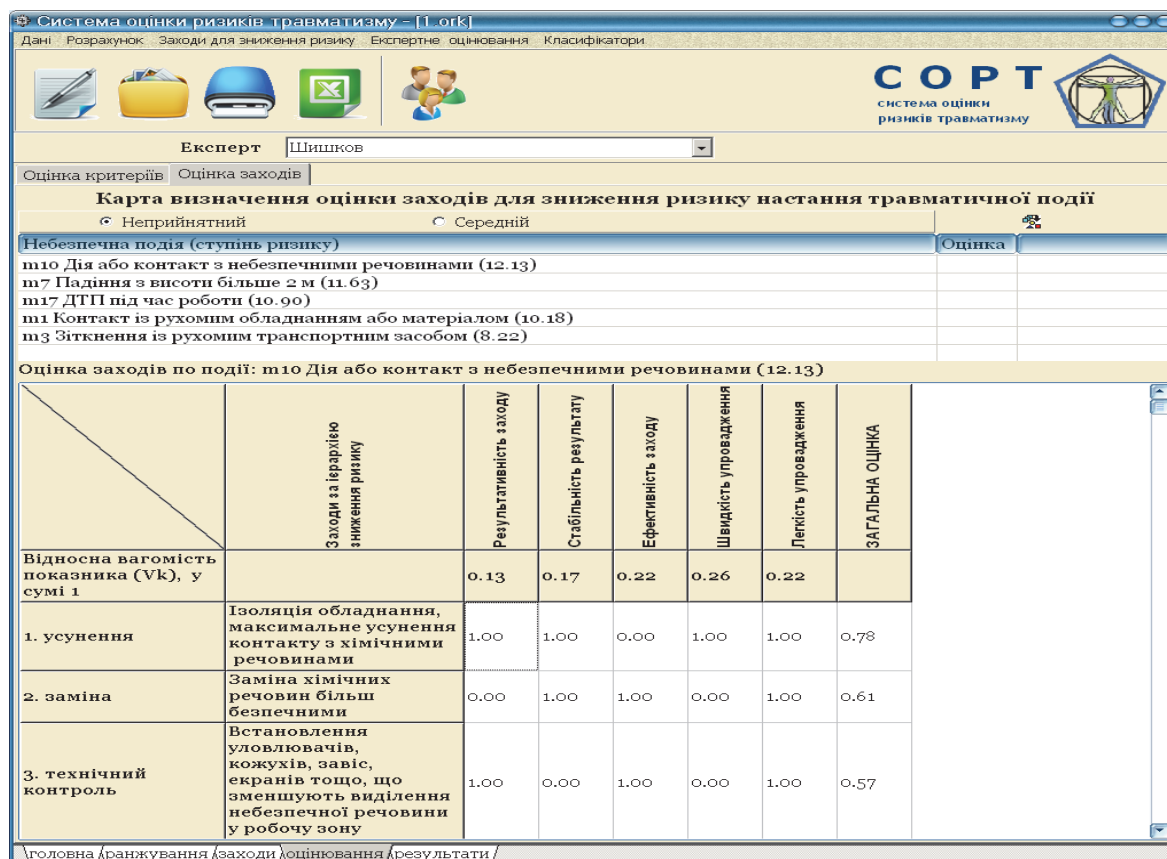 Система оцінки ризиків травматизму - [1.ork]
Дані Розрахунок Заходи для зниження ризику Експертне оцінювання Класифікатори
СОРТ
система оцінки
ризиків травматизму
Експерт Шишков
Оцінка критеріїв Оцінка заходів
Карта визначення оцінки заходів для зниження ризику настання травматичної події
Неприйнятний Середній
Небезпечна подія (ступінь ризику) Оцінка
m10 Дія або контакт з небезпечними речовинами (12.13)
m7 Падіння з висоти більше 2 м (11.63)
m17 ДТП під час роботи (10.90)
m1 Контакт із рухомим обладнанням або матеріалом (10.18)
m3 Зіткнення із рухомим транспортним засобом (8.22)
Оцінка заходів по події: m10 Дія або контакт з небезпечними речовинами (12.13)
Заходи за ієрархією
зниження ризику
Результативність заходу
Стабільність результату
Ефективність заходу
Швидкість упровадження
Легкість упровадження
ЗАГАЛЬНА ОЦІНКА
Відносна вагомість
показника (Vk), у
сумі 1
0.13 0.17 0.22 0.26 0.22
1. усунення
Ізоляція обладнання,
максимальне усунення
контакту з хімічними
речовинами
1.00 1.00 0.00 1.00 1.00 0.78
2. заміна
Заміна хімічних
речовин більш
безпечними
0.00 1.00 1.00 0.00 1.00 0.61
3. технічний
контроль
Встановлення
уловлювачів,
кожухів, завіс,
екранів тощо, що
зменшують виділення
небезпечної речовини
у робочу зону
1.00 0.00 1.00 0.00 1.00 0.57
головна ранжування заходи оцінювання результати